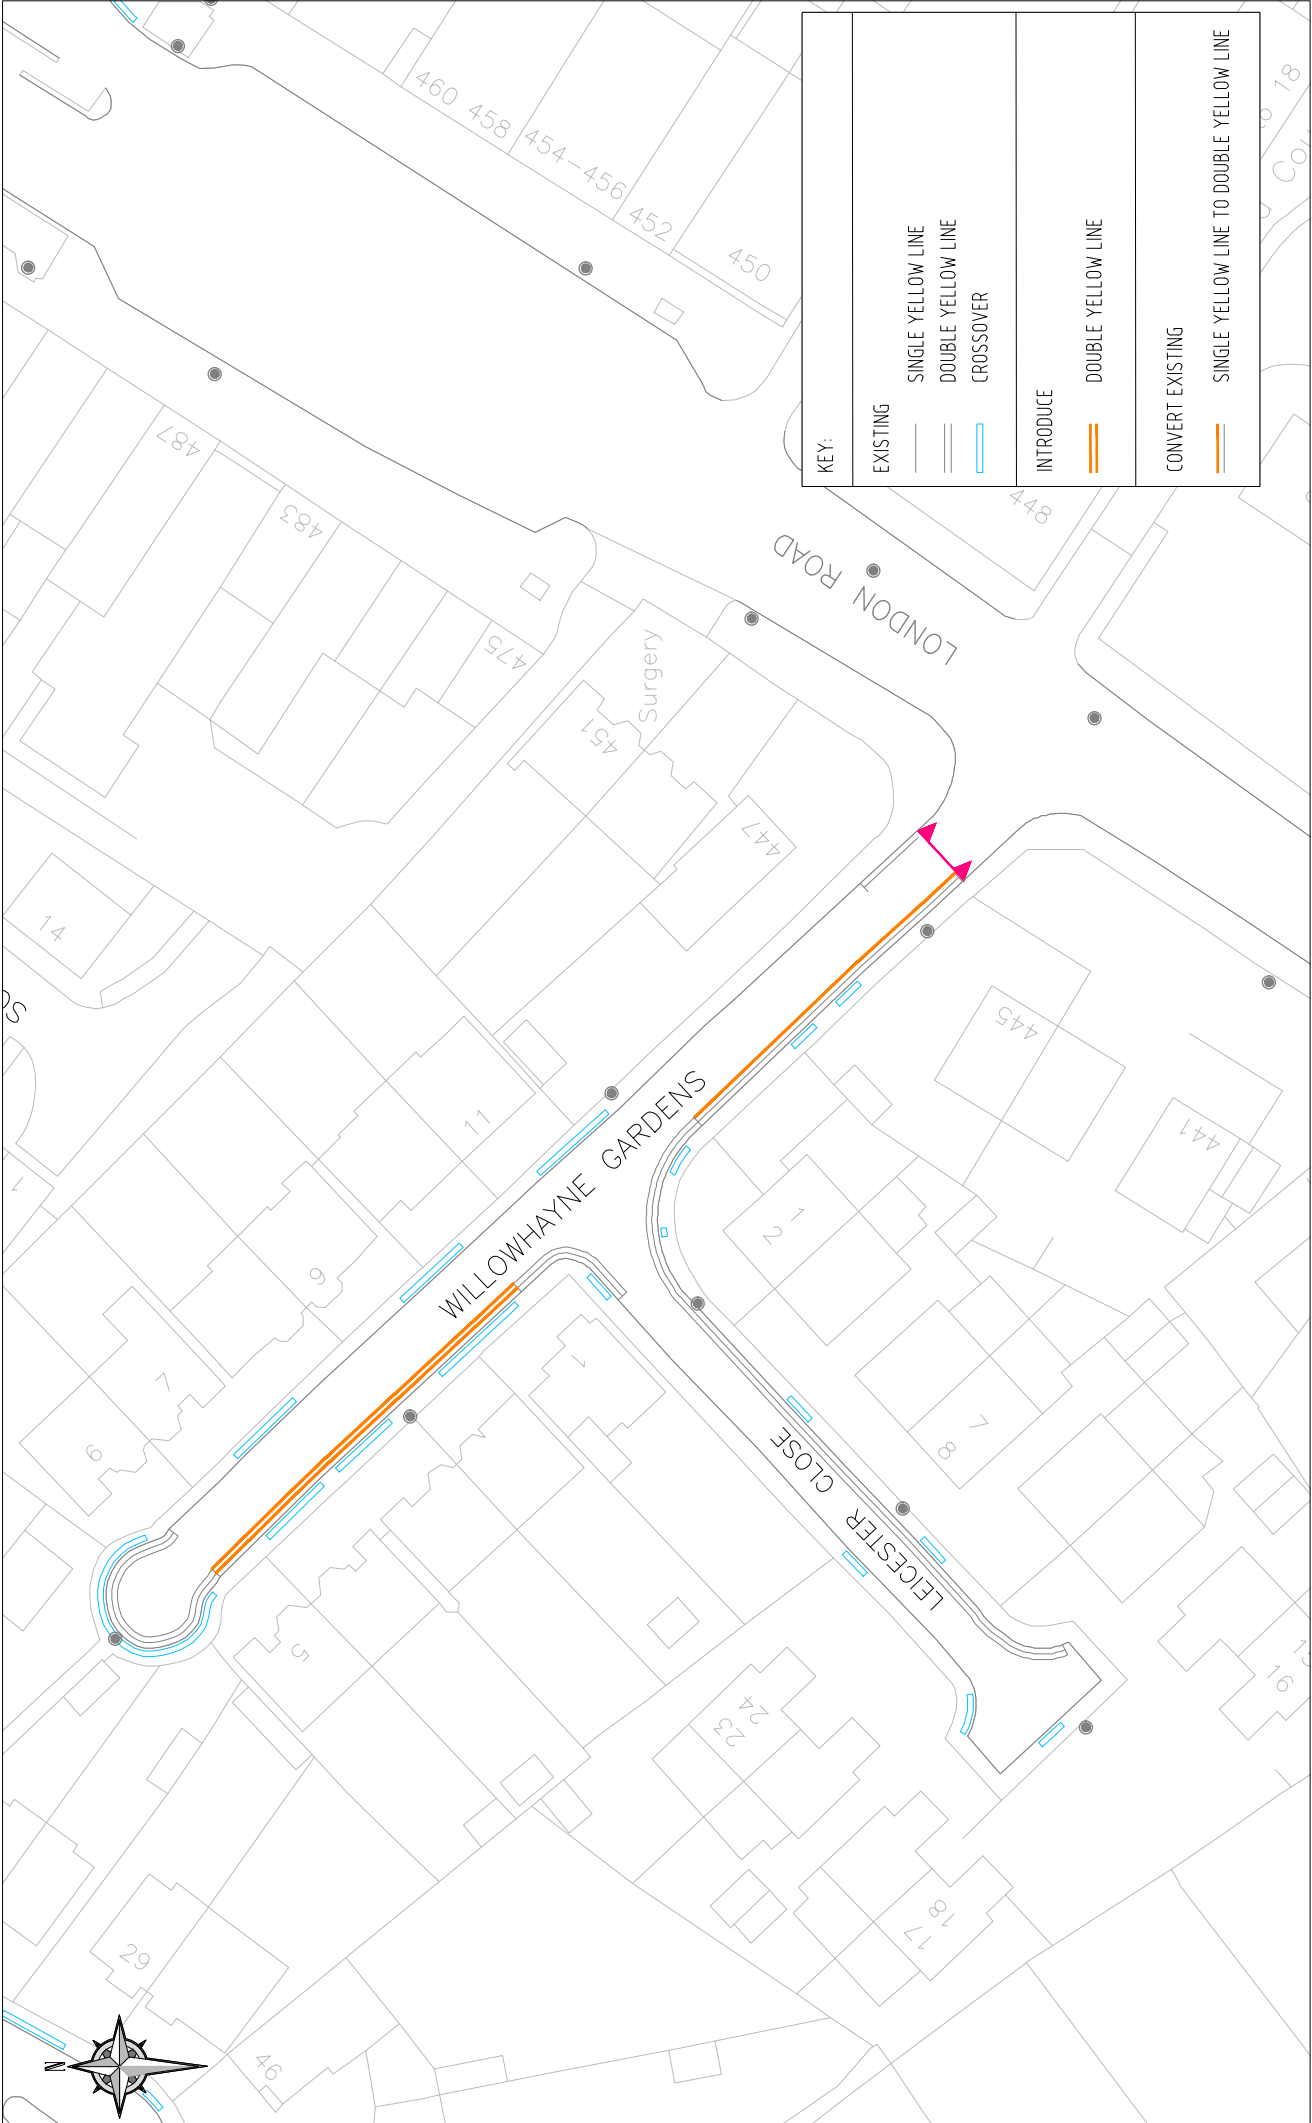 KEY:
EXISTING
SINGLE YELLOW LINE
DOUBLE YELLOW LINE
CROSSOVER
INTRODUCE
DOUBLE YELLOW LINE
CONVERT EXISTING
SINGLE YELLOW LINE TO DOUBLE YELLOW LINE
460
458
454-456
452
450
448
18
487
483
475
Surgery
451
447
LONDON ROAD
14
11
9
7
6
WILLOWHAYNE GARDENS
445
441
1
2
1
7
8
LEICESTER CLOSE
5
24
23
18
17
16
29
46
N